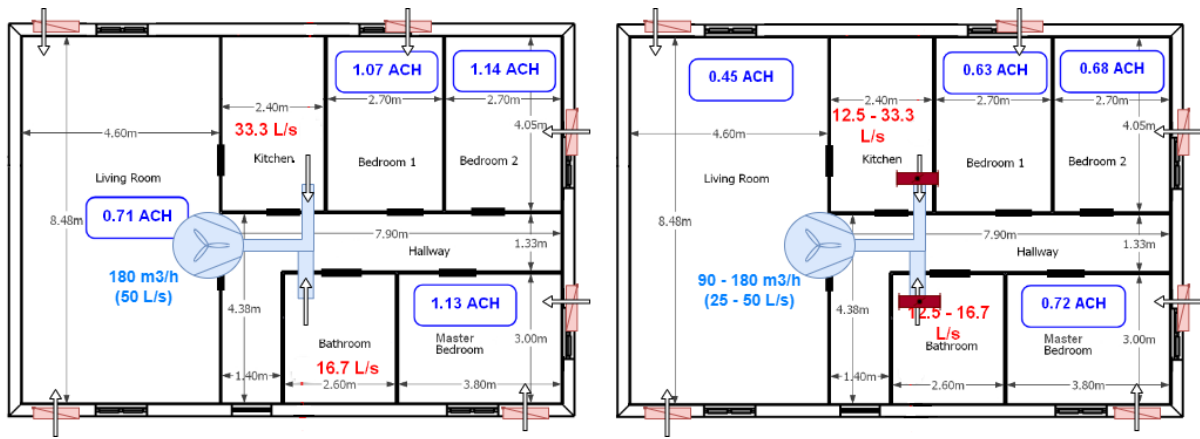 1.07 ACH
1.14 ACH
2.40m
2.70m
2.70m
4.60m
33.3 L/s
4.05m
Kitchen
Bedroom 1
Bedroom 2
Living Room
0.71 ACH
8.48m
7.90m
1.33m
Hallway
180 m3/h
(50 L/s)
4.38m
1.13 ACH
Bathroom
Master
Bedroom
3.00m
16.7 L/s
1.40m
2.60m
3.80m
0.45 ACH
0.63 ACH
0.68 ACH
2.40m
2.70m
2.70m
4.60m
12.5 - 33.3
L/s
4.05m
Kitchen
Bedroom 1
Bedroom 2
Living Room
8.48m
7.90m
1.33m
Hallway
90 - 180 m3/h
(25 - 50 L/s)
4.38m
0.72 ACH
12.5 - 16.7
L/s
Bathroom
Master
Bedroom
3.00m
1.40m
2.60m
3.80m